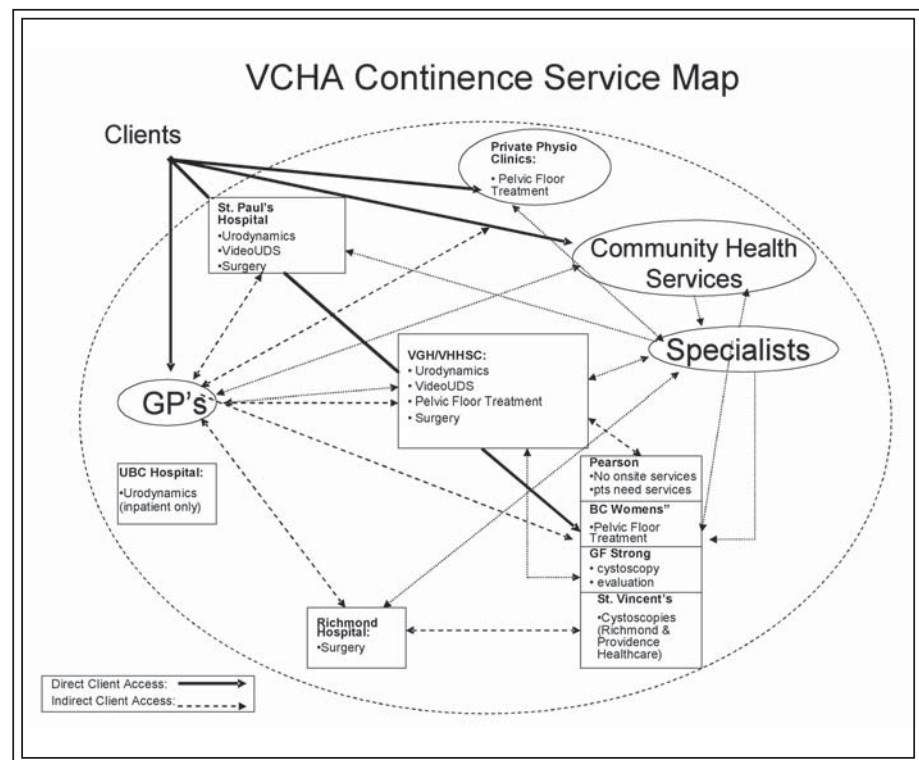 VCHA Continence Service Map
Clients
Private Physio
Clinics:
• Pelvic Floor
Treatment
St. Paul's
Hospital
•Urodynamics
•VideoUDS
•Surgery
Community Health
Services
VGH/VHHSC:
• Urodynamics
• VideoUDS
• Pelvic Floor Treatment
• Surgery
Specialists
GP's
UBC Hospital:
•Urodynamics
(inpatient only)
Pearson
•No onsite services
•pts need services
BC Womens"
•Pelvic Floor
Treatment
GF Strong
• cystoscopy
• evaluation
St. Vincent's
•Cystoscopies
(Richmond &
Providence
Healthcare)
Richmond
Hospital:
•Surgery
Direct Client Access:
Indirect Client Access: